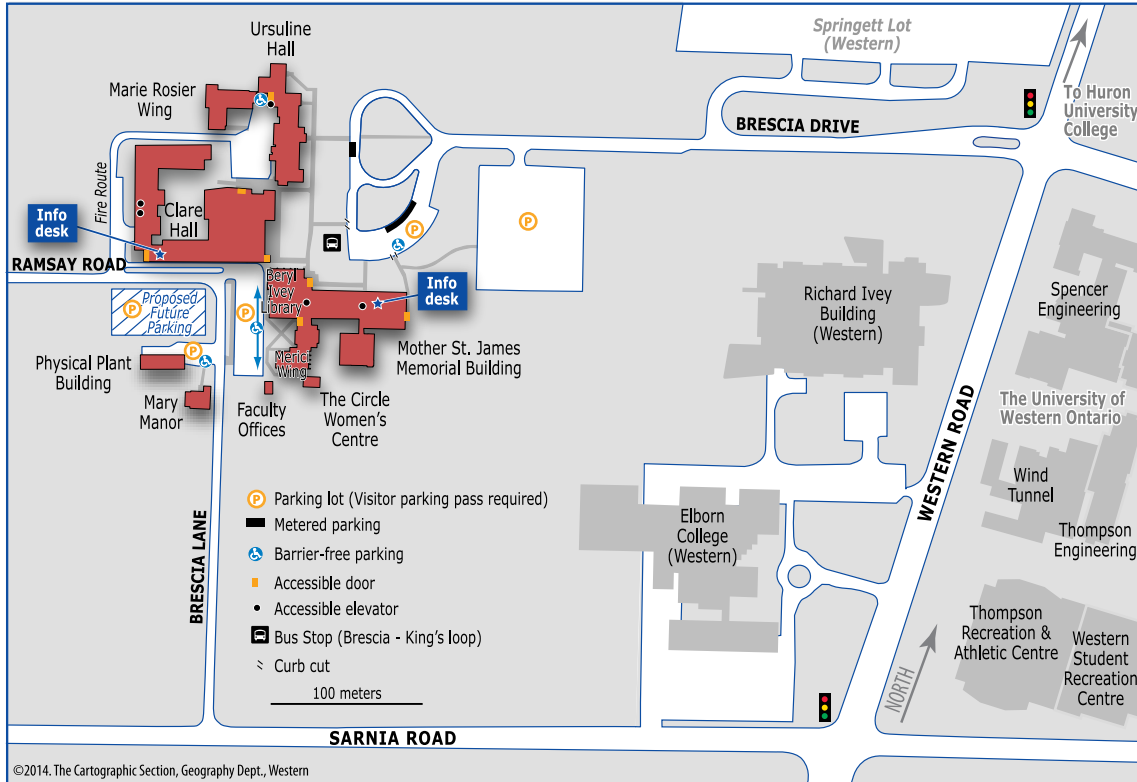 Ursuline
Hall
Springett Lot
(Western)
Marie Rosier
Wing
To Huron
University
College
BRESCIA DRIVE
Fire Route
Clare
Hall
Info
desk
RAMSAY ROAD
P
P
Beryl
Ivey
Library
Info
desk
Proposed
Future
Parking
P
P
P
Richard Ivey
Building
(Western)
Spencer
Engineering
Physical Plant
Building
Merici
Wing
Mother St. James
Memorial Building
Mary
Manor
Faculty
Offices
The Circle
Women's
Centre
The University of
Western Ontario
WESTERN ROAD
Wind
Tunnel
Thompson
Engineering
Elborn
College
(Western)
BRESCIA LANE
P Parking lot (Visitor parking pass required)
Metered parking
Barrier-free parking
Accessible door
Accessible elevator
Bus Stop (Brescia - King's loop)
Curb cut
100 meters
Thompson
Recreation &
Athletic Centre
Western
Student
Recreation
Centre
NORTH
SARNIA ROAD
©2014. The Cartographic Section, Geography Dept., Western